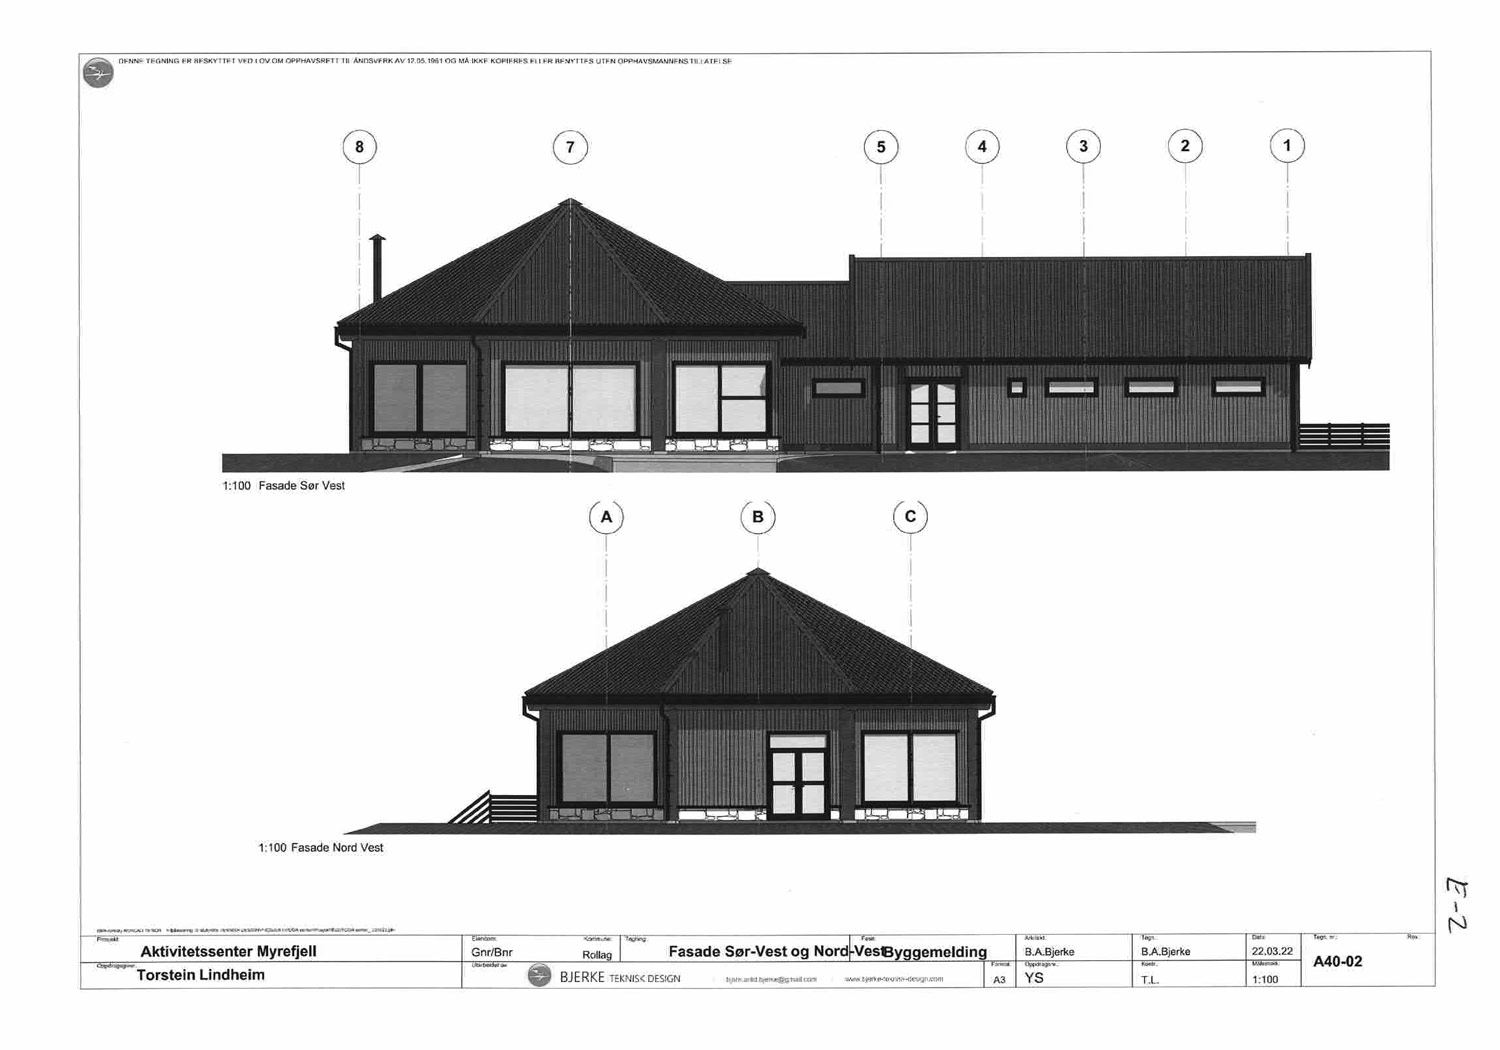 DENNE TEGNING ER BESKYTTET VED LOV OM OPPHAVSRETT TIL ÅNDSVERK AV 12.05.1961 OG MÅ IKKE KOPIERES ELLER BENYTTES UTEN OPPHAVSMANNENS TILLATELSE
8 7 5 4 3 2 1
1:100 Fasade Sør Vest
A B C
1:100 Fasade Nord Vest
E-2
Prosjekt: Aktivitetssenter Myrefjell
Eiendom: Gnr/Bnr
Kommune: Rollag
Tegning: Fasade Sør-Vest og Nord-Vest
Fase: Byggemelding
Arkitekt: B.A.Bjerke
Tegn.: B.A.Bjerke
Dato: 22.03.22
Tegn. nr.: A40-02
Rev.:
Oppdragsgiver: Torstein Lindheim
Utarbeidet av BJERKE TEKNISK DESIGN
bjorn.arild.bjerke@gmail.com
www.bjerke-teknisk-design.com
Format: A3
Oppdragsnr.: YS
Kontr.: T.L.
Målestokk: 1:100